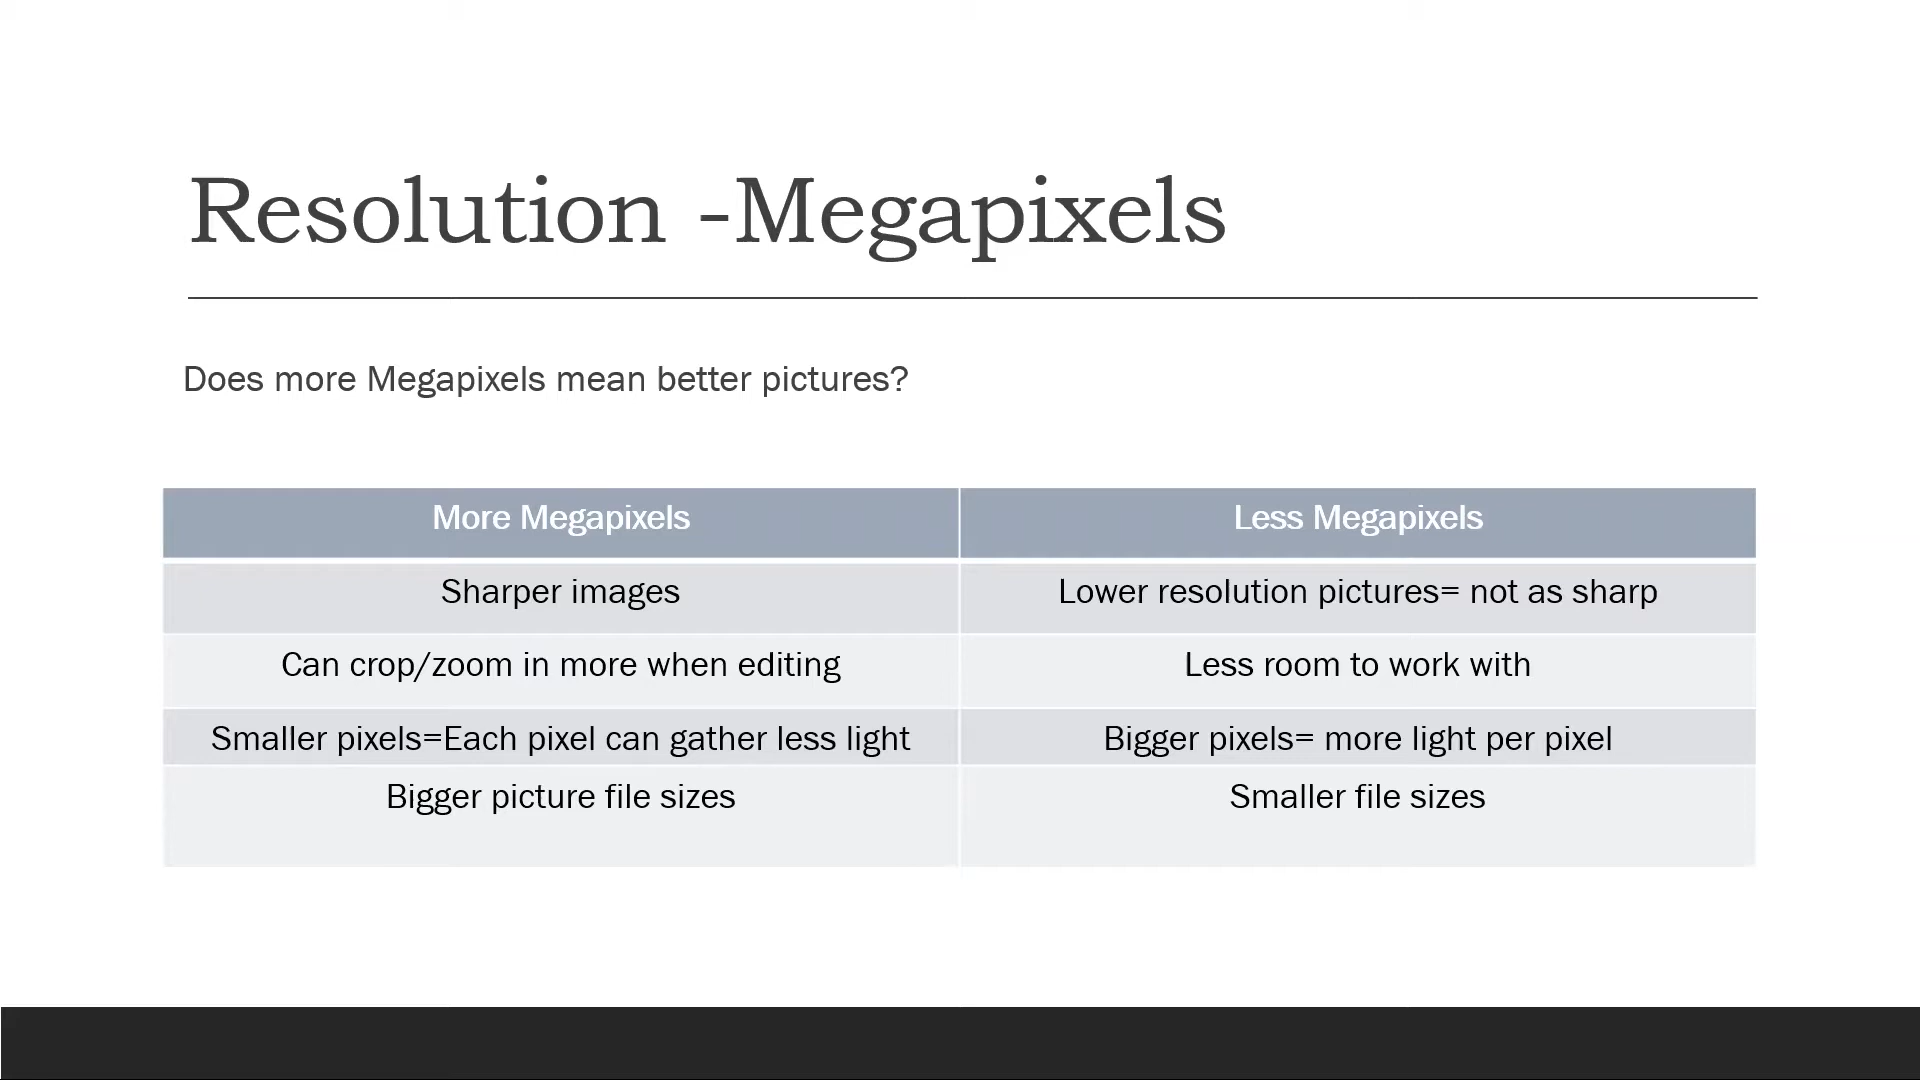 Resolution -Megapixels
Does more Megapixels mean better pictures?
More Megapixels
Less Megapixels
Sharper images
Lower resolution pictures= not as sharp
Can crop/zoom in more when editing
Less room to work with
Smaller pixels=Each pixel can gather less light
Bigger pixels= more light per pixel
Bigger picture file sizes
Smaller file sizes